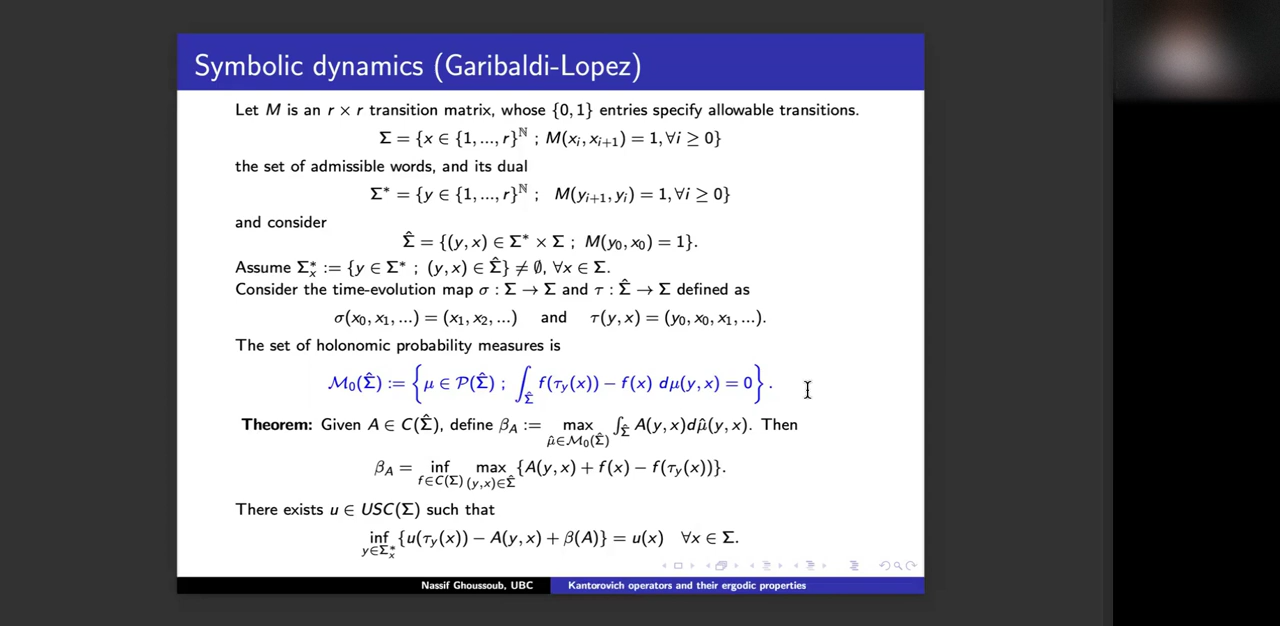 Symbolic dynamics (Garibaldi-Lopez)
Let M is an r × r transition matrix, whose {0, 1} entries specify allowable transitions.
Σ = {x ∈ {1, ..., r}^ℕ ; M(x_i, x_{i+1}) = 1, ∀i ≥ 0}
the set of admissible words, and its dual
Σ* = {y ∈ {1, ..., r}^ℕ ; M(y_{i+1}, y_i) = 1, ∀i ≥ 0}
and consider
Σ̂ = {(y, x) ∈ Σ* × Σ ; M(y_0, x_0) = 1}.
Assume Σ*_x := {y ∈ Σ* ; (y, x) ∈ Σ̂} ≠ ∅, ∀x ∈ Σ.
Consider the time-evolution map σ : Σ → Σ and τ : Σ̂ → Σ defined as
σ(x_0, x_1, ...) = (x_1, x_2, ...) and τ(y, x) = (y_0, x_0, x_1, ...).
The set of holonomic probability measures is
M_0(Σ̂) := {μ ∈ P(Σ̂) ; ∫_Σ̂ f(τ_y(x)) − f(x) dμ(y, x) = 0}.
Theorem: Given A ∈ C(Σ̂), define β_A := max_{μ̂∈M_0(Σ̂)} ∫_Σ̂ A(y, x)dμ̂(y, x). Then
β_A = inf_{f∈C(Σ)} max_{(y,x)∈Σ̂} {A(y, x) + f(x) − f(τ_y(x))}.
There exists u ∈ USC(Σ) such that
inf_{y∈Σ*_x} {u(τ_y(x)) − A(y, x) + β(A)} = u(x) ∀x ∈ Σ.
Nassif Ghoussoub, UBC Kantorovich operators and their ergodic properties